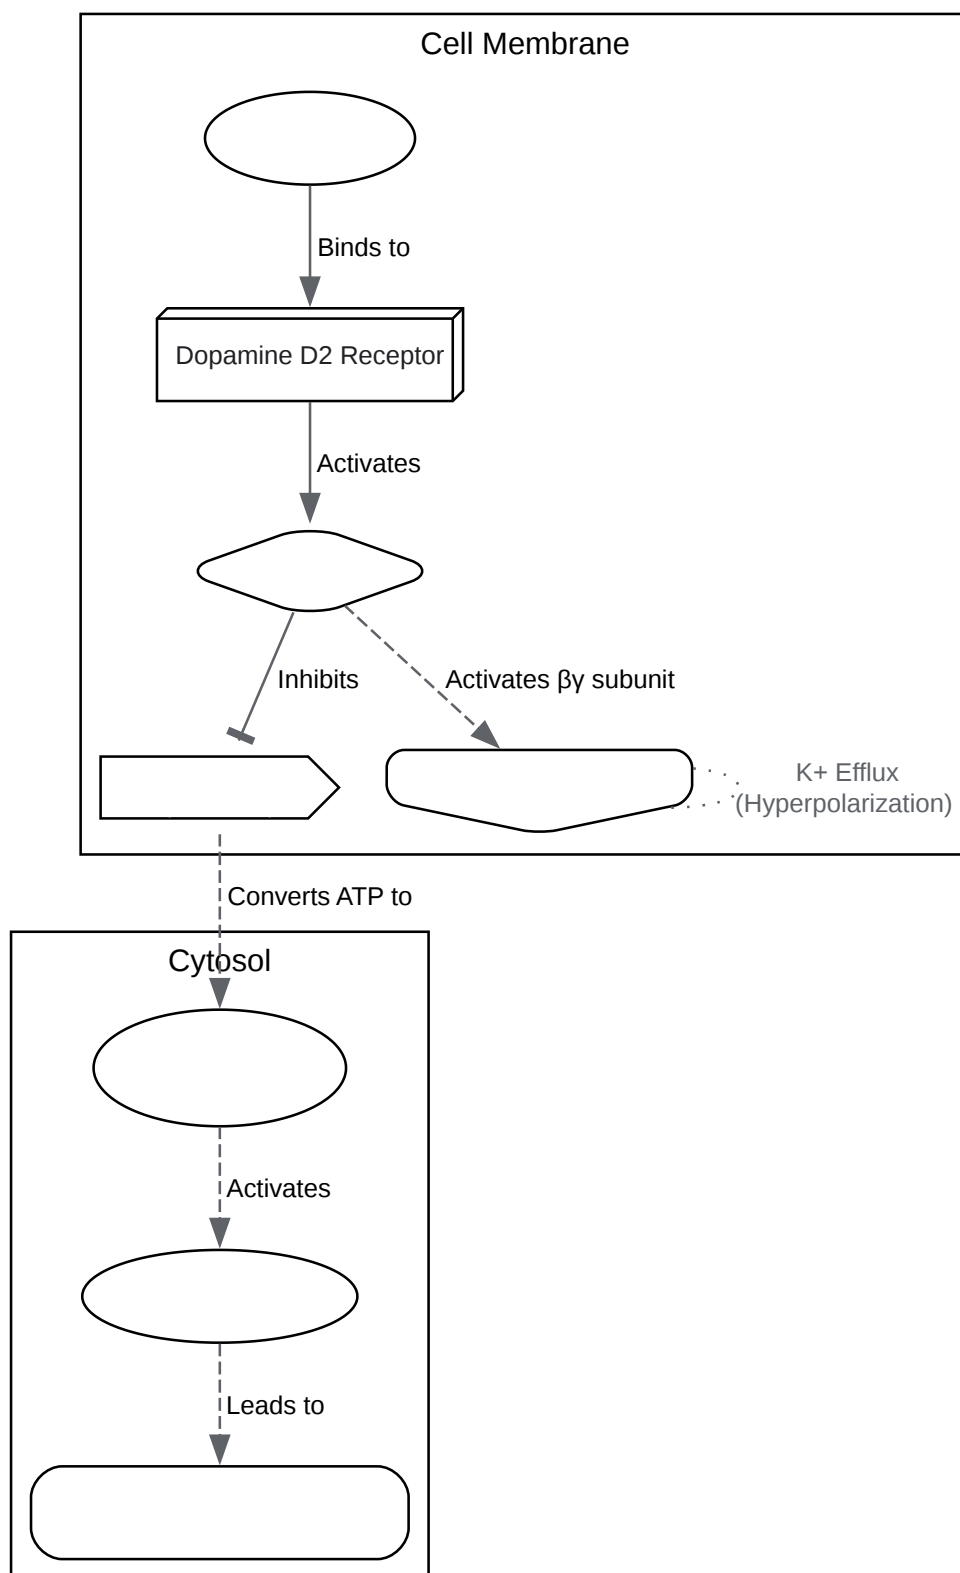 Cell Membrane
Binds to
Dopamine D2 Receptor
Activates
Inhibits
Activates βγ subunit
K+ Efflux
(Hyperpolarization)
Converts ATP to
Cytosol
Activates
Leads to